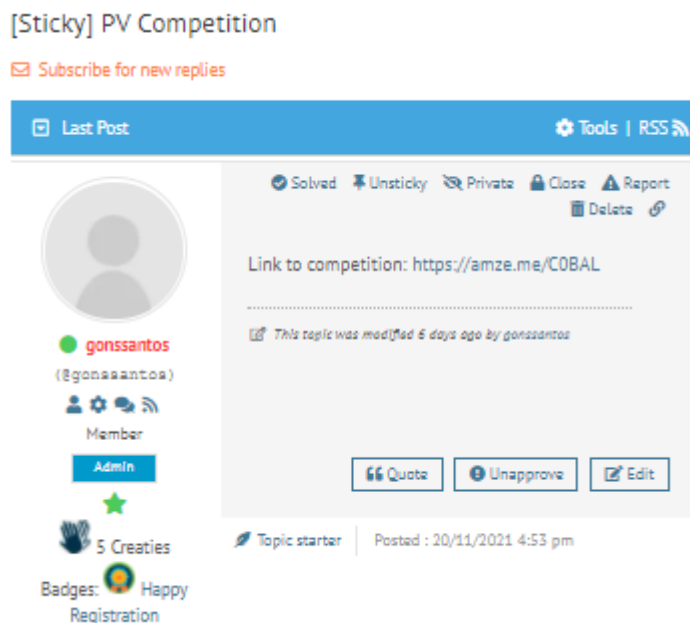 [Sticky] PV Competition
Subscribe for new replies
Last Post
Tools | RSS
Solved Unsticky Private Close Report
Delete
Link to competition: https://amze.me/C0BAL
This topic was modified 6 days ago by gonssantos
gonssantos
(@gonssantos)
Member
Admin
5 Creaties
Badges: Happy
Registration
Quote Unapprove Edit
Topic starter Posted : 20/11/2021 4:53 pm